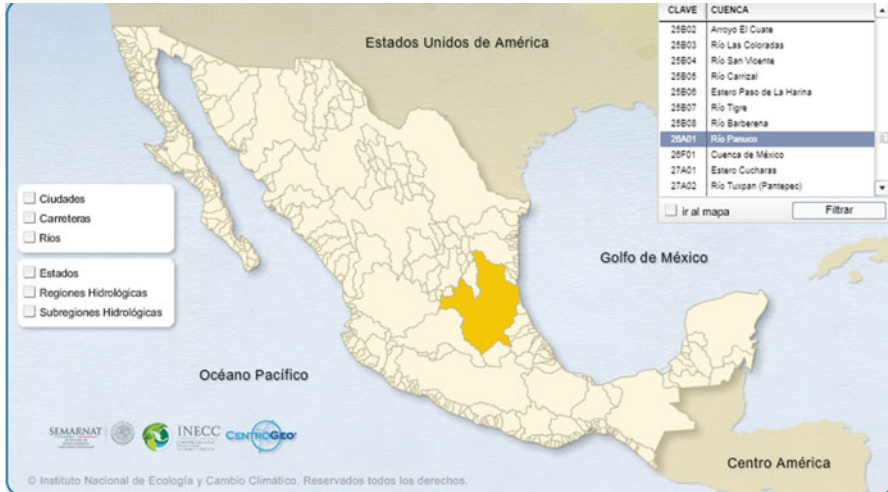 Estados Unidos de América
CLAVE CUENCA
25B02 Arroyo El Cuate
25B03 Río Las Coloradas
25B04 Río San Vicente
25B05 Río Carrizal
25B06 Estero Paso de La Harina
25B07 Río Tigre
25B08 Río Barberena
26A01 Río Panuco
26F01 Cuenca de México
27A01 Estero Cucharas
27A02 Río Tuxpan (Pantepec)
ir al mapa Filtrar
Ciudades
Carreteras
Ríos
Estados
Regiones Hidrológicas
Subregiones Hidrológicas
Golfo de México
Océano Pacífico
SEMARNAT
INECC
CENTROGEO
Centro América
© Instituto Nacional de Ecología y Cambio Climático. Reservados todos los derechos.